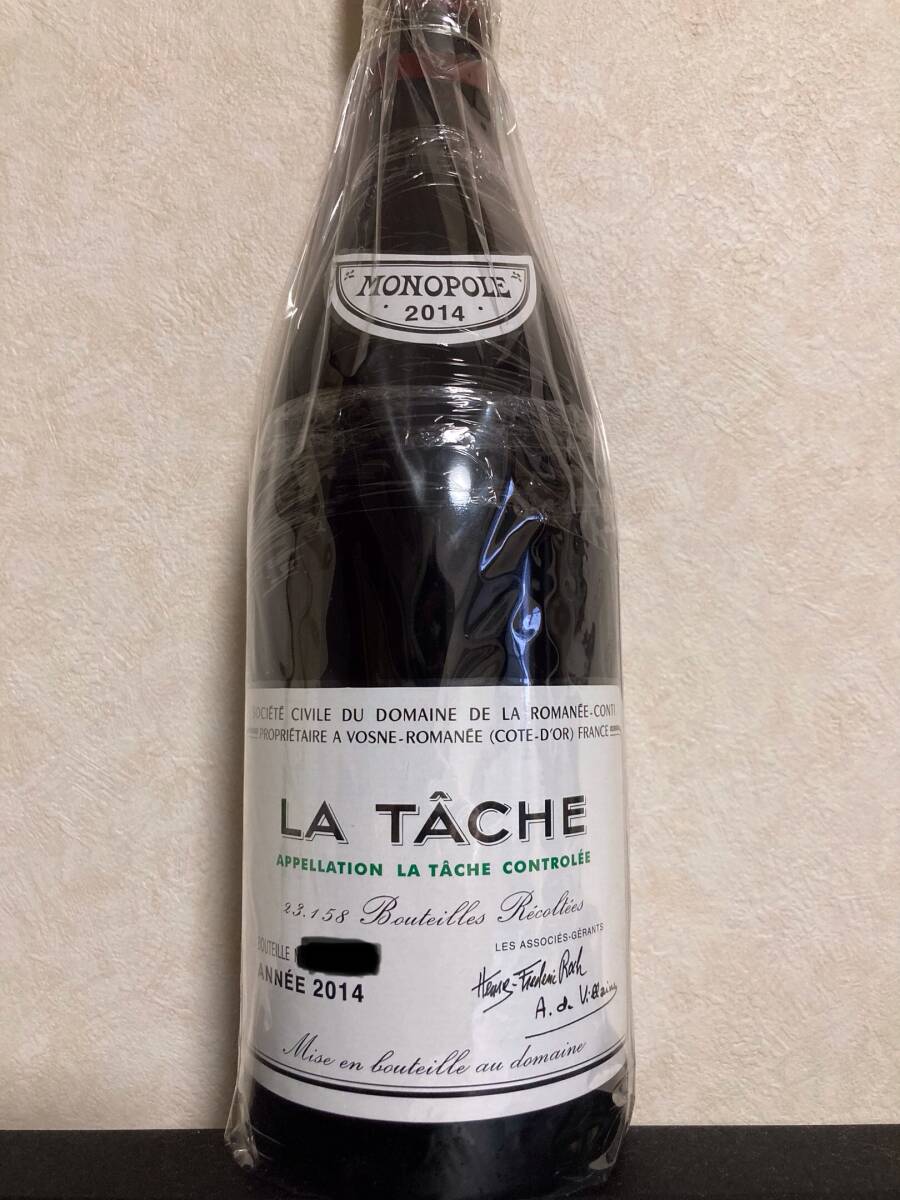 MONOPOLE
· 2014 ·
SOCIÉTÉ CIVILE DU DOMAINE DE LA ROMANÉE-CONTI
PROPRIÉTAIRE A VOSNE-ROMANÉE (COTE-D'OR) FRANCE
LA TÂCHE
APPELLATION LA TÂCHE CONTROLÉE
23.158 Bouteilles Récoltées
LES ASSOCIÉS-GÉRANTS
BOUTEILLE
ANNÉE 2014
Henry-Frédéric Roch
A. de Villaine
Mise en bouteille au domaine